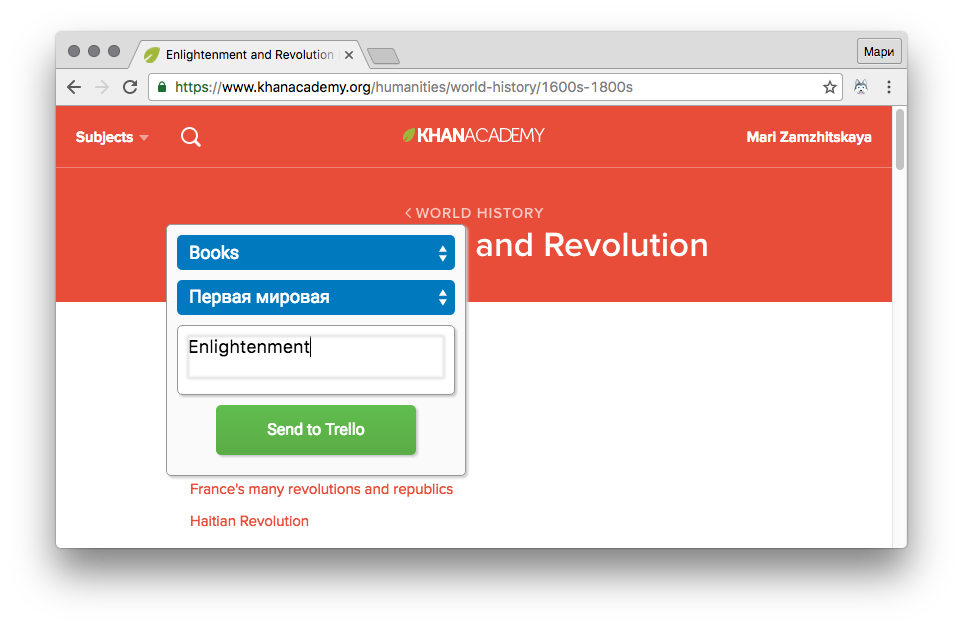 Enlightenment and Revolution
Мари
https://www.khanacademy.org/humanities/world-history/1600s-1800s
Subjects
KHANACADEMY
Mari Zamzhitskaya
< WORLD HISTORY
and Revolution
Books
Первая мировая
Enlightenment
Send to Trello
France's many revolutions and republics
Haitian Revolution